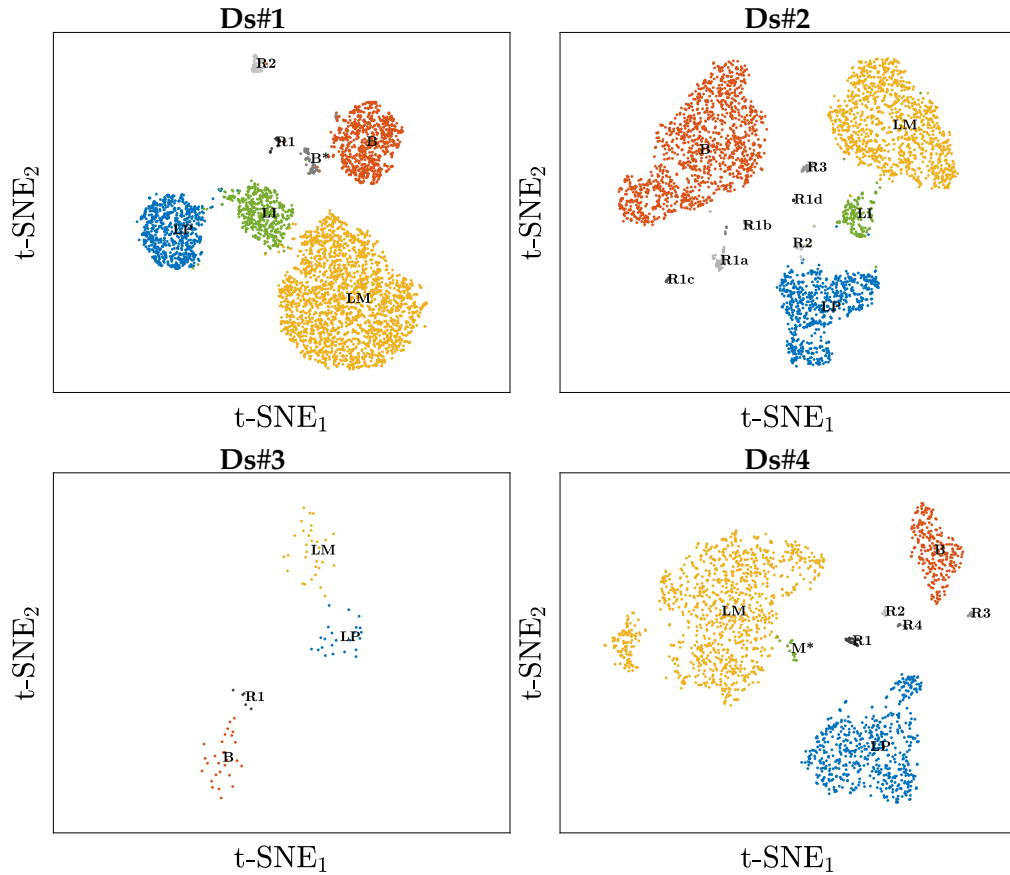 Ds#1
R2
R1
B*
B
LP
LI
LM
t-SNE₂
t-SNE₁
Ds#2
LM
B
R3
R1d
LI
R1b
R2
R1a
R1c
LP
t-SNE₂
t-SNE₁
Ds#3
LM
LP
R1
B
t-SNE₂
t-SNE₁
Ds#4
B
LM
R2
R3
R4
R1
M*
LP
t-SNE₂
t-SNE₁